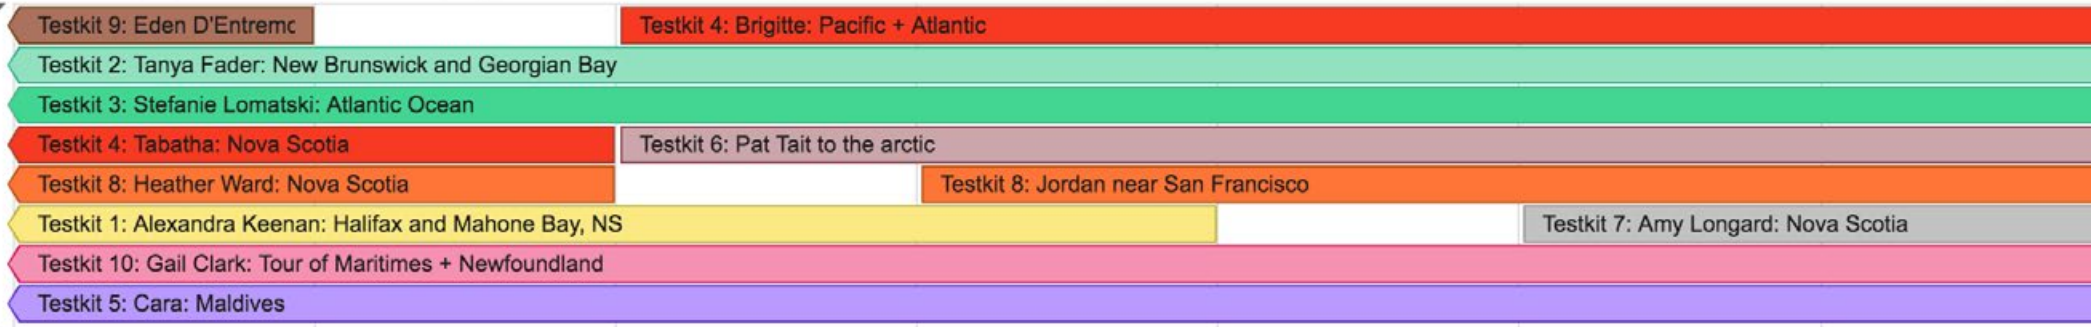 Testkit 9: Eden D'Entremc
Testkit 4: Brigitte: Pacific + Atlantic
Testkit 2: Tanya Fader: New Brunswick and Georgian Bay
Testkit 3: Stefanie Lomatski: Atlantic Ocean
Testkit 4: Tabatha: Nova Scotia
Testkit 6: Pat Tait to the arctic
Testkit 8: Heather Ward: Nova Scotia
Testkit 8: Jordan near San Francisco
Testkit 1: Alexandra Keenan: Halifax and Mahone Bay, NS
Testkit 7: Amy Longard: Nova Scotia
Testkit 10: Gail Clark: Tour of Maritimes + Newfoundland
Testkit 5: Cara: Maldives